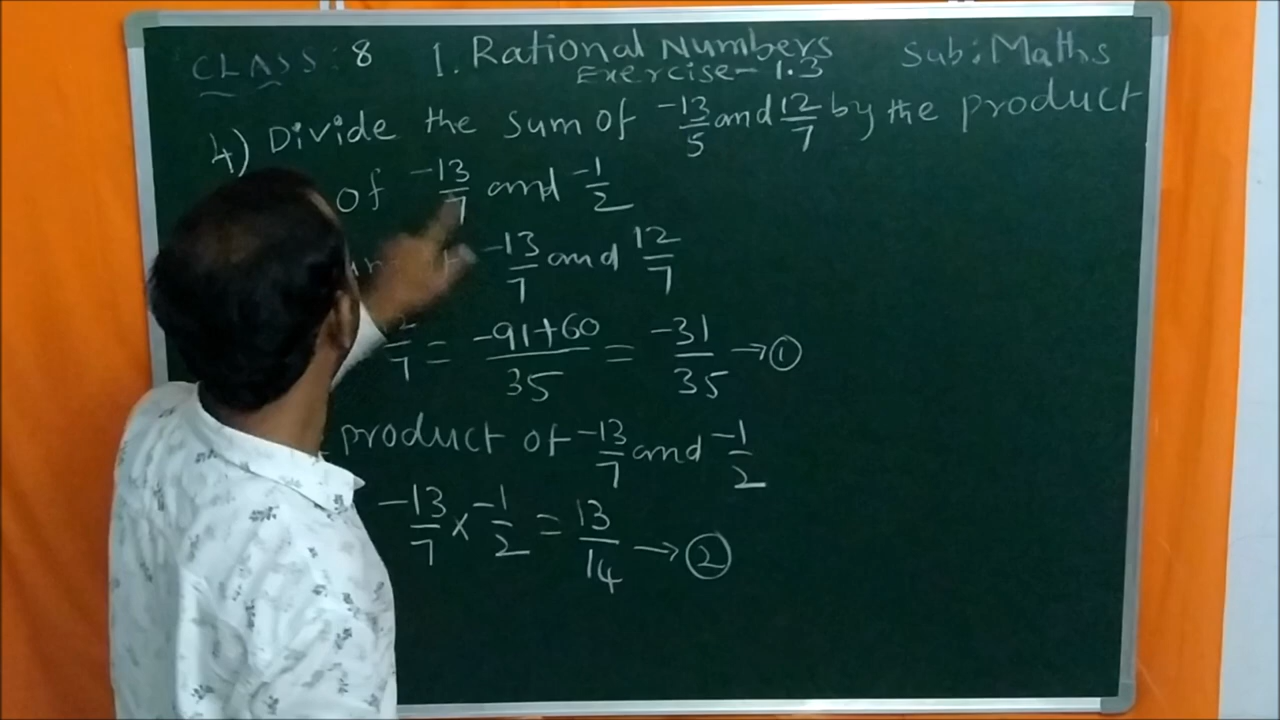 CLASS: 8 1. Rational Numbers Sub: Maths
Exercise-1.3
4) Divide the sum of -13/5 and 12/7 by the product
of -13/7 and -1/2
-13/7 and 12/7
/7 = -91+60/35 = -31/35 → ①
product of -13/7 and -1/2
-13/7 × -1/2 = 13/14 → ②